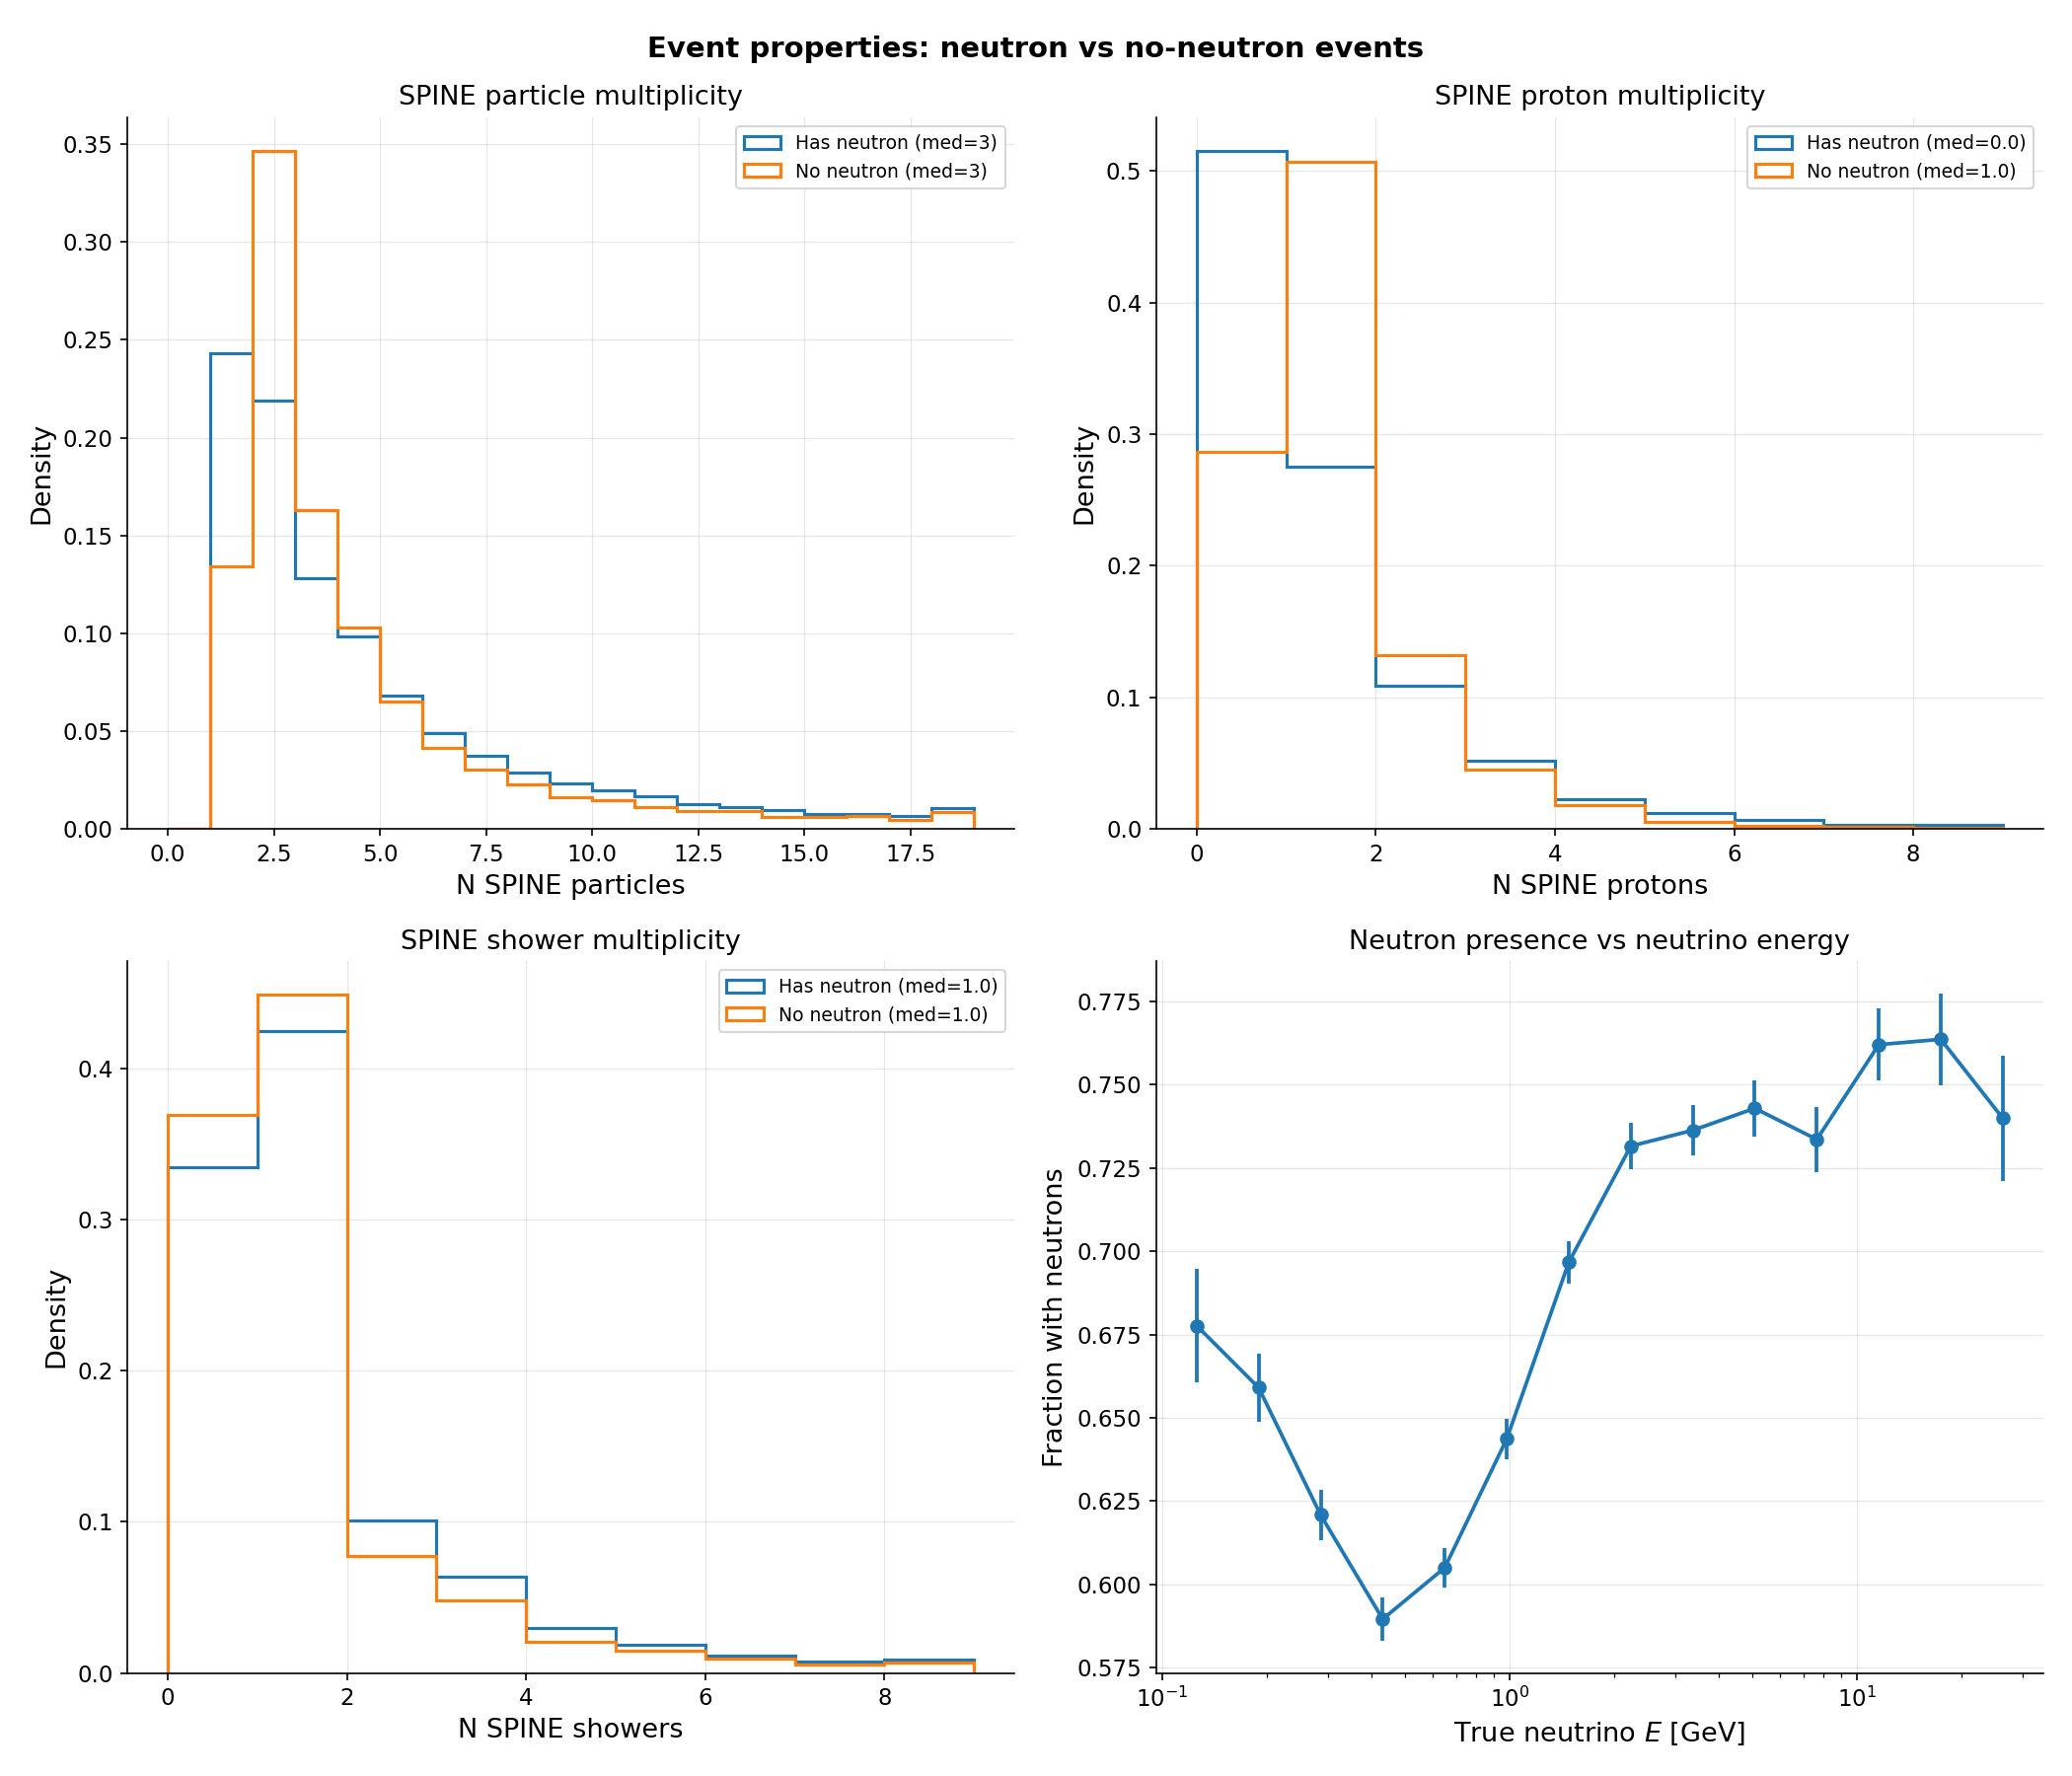 Event properties: neutron vs no-neutron events
SPINE particle multiplicity
Has neutron (med=3)
No neutron (med=3)
0.35
0.30
0.25
0.20
0.15
0.10
0.05
0.00
Density
0.0 2.5 5.0 7.5 10.0 12.5 15.0 17.5
N SPINE particles
SPINE proton multiplicity
Has neutron (med=0.0)
No neutron (med=1.0)
0.5
0.4
0.3
0.2
0.1
0.0
Density
0 2 4 6 8
N SPINE protons
SPINE shower multiplicity
Has neutron (med=1.0)
No neutron (med=1.0)
0.4
0.3
0.2
0.1
0.0
Density
0 2 4 6 8
N SPINE showers
Neutron presence vs neutrino energy
0.775
0.750
0.725
0.700
0.675
0.650
0.625
0.600
0.575
Fraction with neutrons
10⁻¹ 10⁰ 10¹
True neutrino E [GeV]